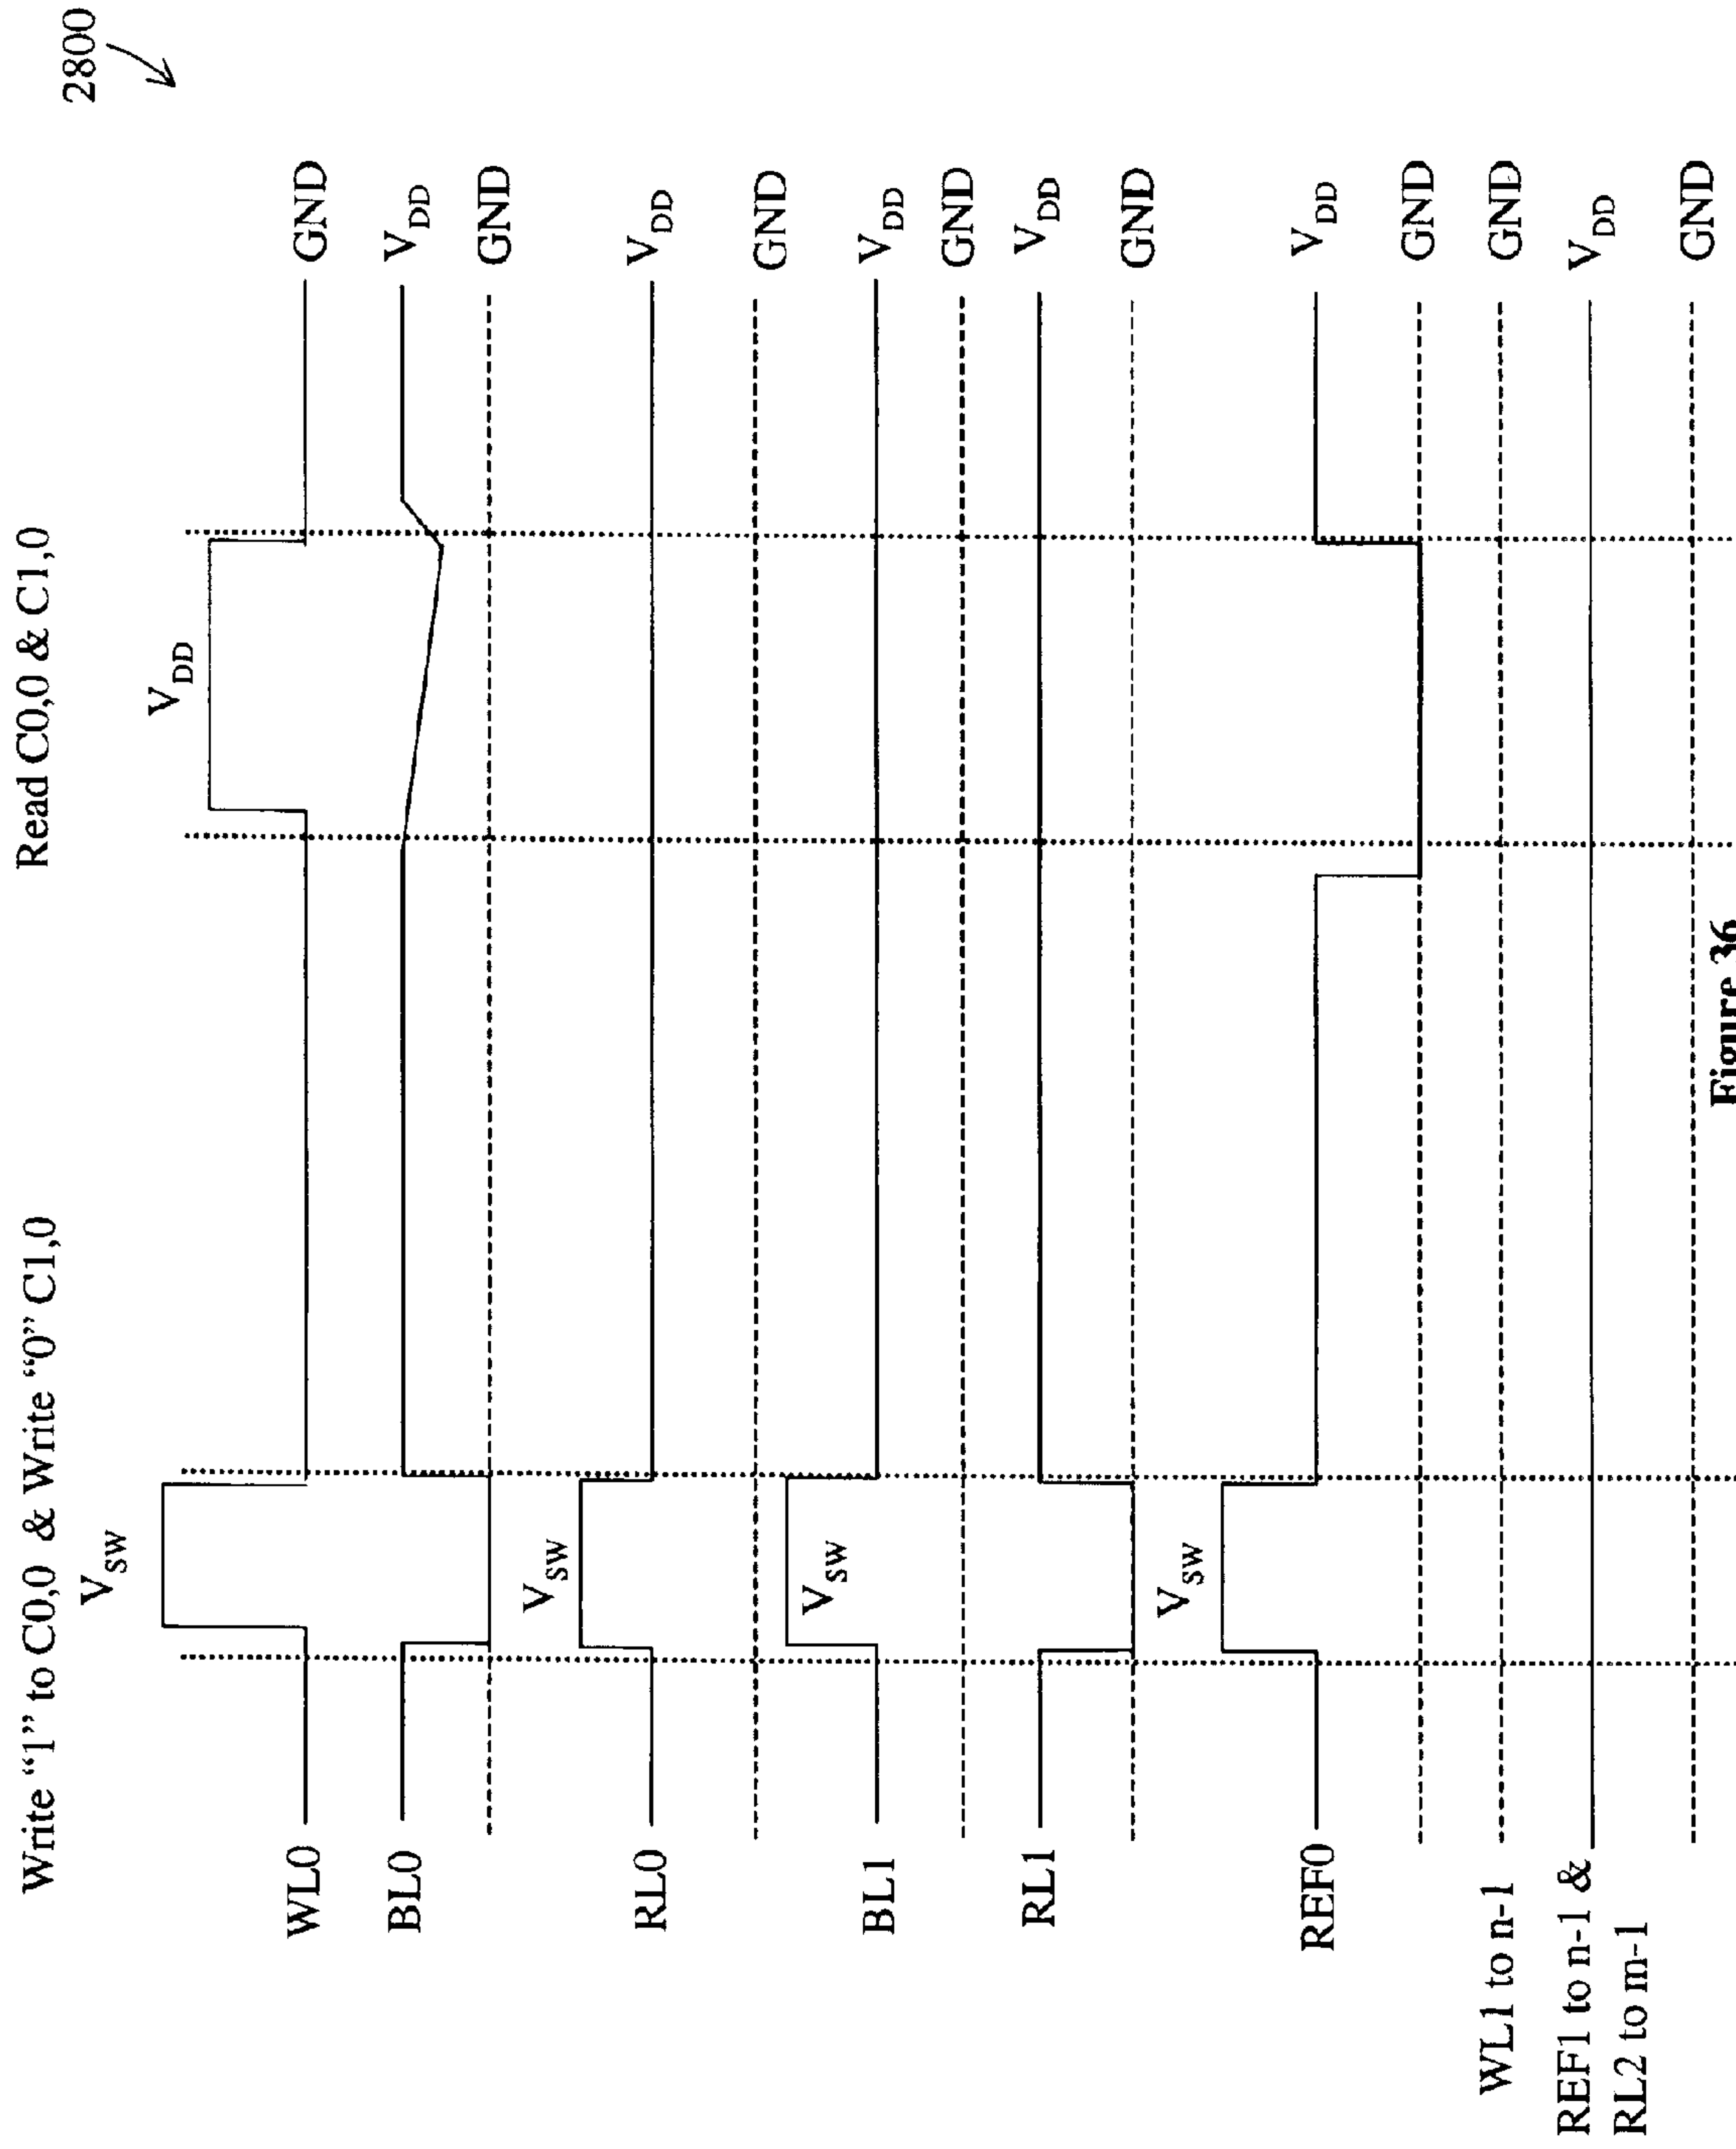 2800
Write “1” to C0,0 & Write “0” C1,0
Read C0,0 & C1,0
VSW
VDD
WL0
GND
BL0
VDD
GND
VSW
RL0
VDD
GND
VSW
BL1
VDD
GND
RL1
VDD
GND
VSW
REF0
VDD
GND
WL1 to n-1
GND
REF1 to n-1 &
RL2 to m-1
VDD
GND
Figure 36